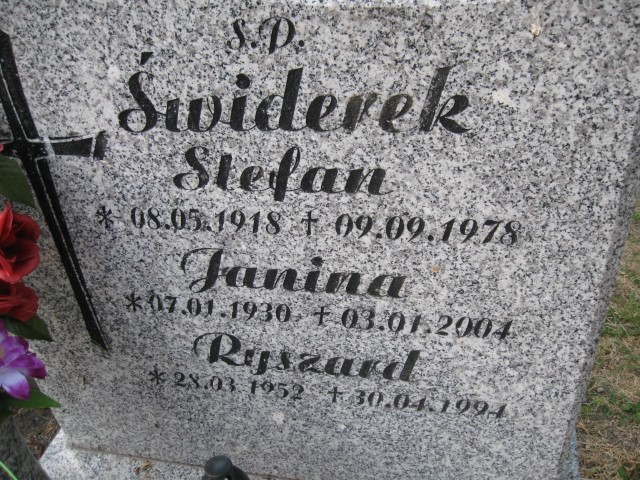 Ś.P.
Świderek
Stefan
* 08.05.1918 † 09.09.1978
Janina
* 07.01.1930 † 03.01.2004
Ryszard
* 28.03.1952 † 30.04.1994